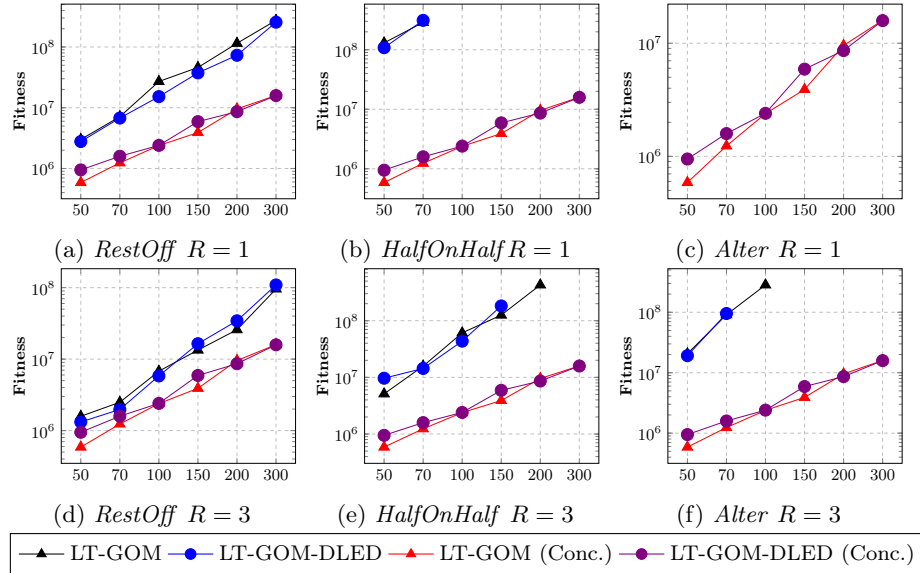 10^8
10^7
10^6
Fitness
50 70 100 150 200 300
(a) RestOff R = 1
10^8
10^7
10^6
Fitness
50 70 100 150 200 300
(b) HalfOnHalf R = 1
10^7
10^6
Fitness
50 70 100 150 200 300
(c) Alter R = 1
10^8
10^7
10^6
Fitness
50 70 100 150 200 300
(d) RestOff R = 3
10^8
10^7
10^6
Fitness
50 70 100 150 200 300
(e) HalfOnHalf R = 3
10^8
10^7
10^6
Fitness
50 70 100 150 200 300
(f) Alter R = 3
LT-GOM LT-GOM-DLED LT-GOM (Conc.) LT-GOM-DLED (Conc.)